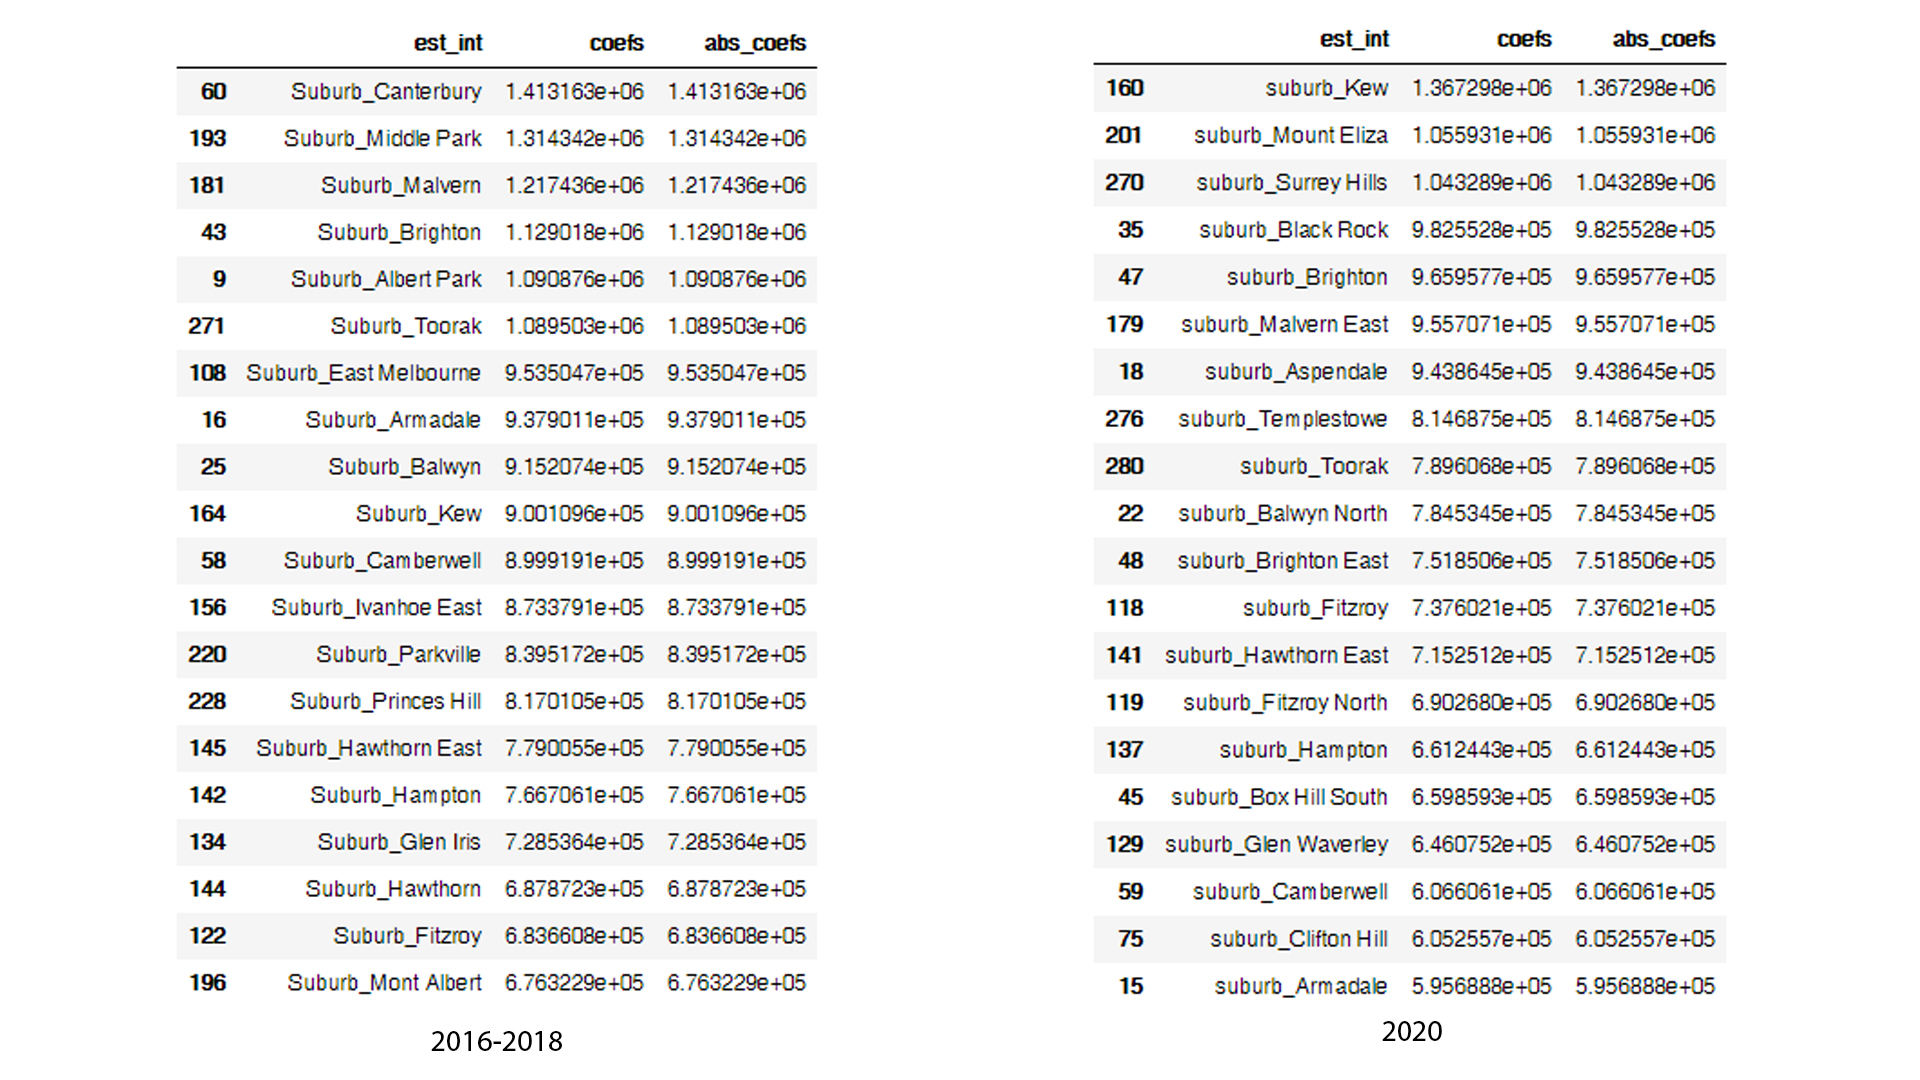 est_int coefs abs_coefs
60 Suburb_Canterbury 1.413163e+06 1.413163e+06
193 Suburb_Middle Park 1.314342e+06 1.314342e+06
181 Suburb_Malvern 1.217436e+06 1.217436e+06
43 Suburb_Brighton 1.129018e+06 1.129018e+06
9 Suburb_Albert Park 1.090876e+06 1.090876e+06
271 Suburb_Toorak 1.089503e+06 1.089503e+06
108 Suburb_East Melbourne 9.535047e+05 9.535047e+05
16 Suburb_Armadale 9.379011e+05 9.379011e+05
25 Suburb_Balwyn 9.152074e+05 9.152074e+05
164 Suburb_Kew 9.001096e+05 9.001096e+05
58 Suburb_Camberwell 8.999191e+05 8.999191e+05
156 Suburb_Ivanhoe East 8.733791e+05 8.733791e+05
220 Suburb_Parkville 8.395172e+05 8.395172e+05
228 Suburb_Princes Hill 8.170105e+05 8.170105e+05
145 Suburb_Hawthorn East 7.790055e+05 7.790055e+05
142 Suburb_Hampton 7.667061e+05 7.667061e+05
134 Suburb_Glen Iris 7.285364e+05 7.285364e+05
144 Suburb_Hawthorn 6.878723e+05 6.878723e+05
122 Suburb_Fitzroy 6.836608e+05 6.836608e+05
196 Suburb_Mont Albert 6.763229e+05 6.763229e+05
2016-2018
est_int coefs abs_coefs
160 suburb_Kew 1.367298e+06 1.367298e+06
201 suburb_Mount Eliza 1.055931e+06 1.055931e+06
270 suburb_Surrey Hills 1.043289e+06 1.043289e+06
35 suburb_Black Rock 9.825528e+05 9.825528e+05
47 suburb_Brighton 9.659577e+05 9.659577e+05
179 suburb_Malvern East 9.557071e+05 9.557071e+05
18 suburb_Aspendale 9.438645e+05 9.438645e+05
276 suburb_Templestowe 8.146875e+05 8.146875e+05
280 suburb_Toorak 7.896068e+05 7.896068e+05
22 suburb_Balwyn North 7.845345e+05 7.845345e+05
48 suburb_Brighton East 7.518506e+05 7.518506e+05
118 suburb_Fitzroy 7.376021e+05 7.376021e+05
141 suburb_Hawthorn East 7.152512e+05 7.152512e+05
119 suburb_Fitzroy North 6.902680e+05 6.902680e+05
137 suburb_Hampton 6.612443e+05 6.612443e+05
45 suburb_Box Hill South 6.598593e+05 6.598593e+05
129 suburb_Glen Waverley 6.460752e+05 6.460752e+05
59 suburb_Camberwell 6.066061e+05 6.066061e+05
75 suburb_Clifton Hill 6.052557e+05 6.052557e+05
15 suburb_Armadale 5.956888e+05 5.956888e+05
2020